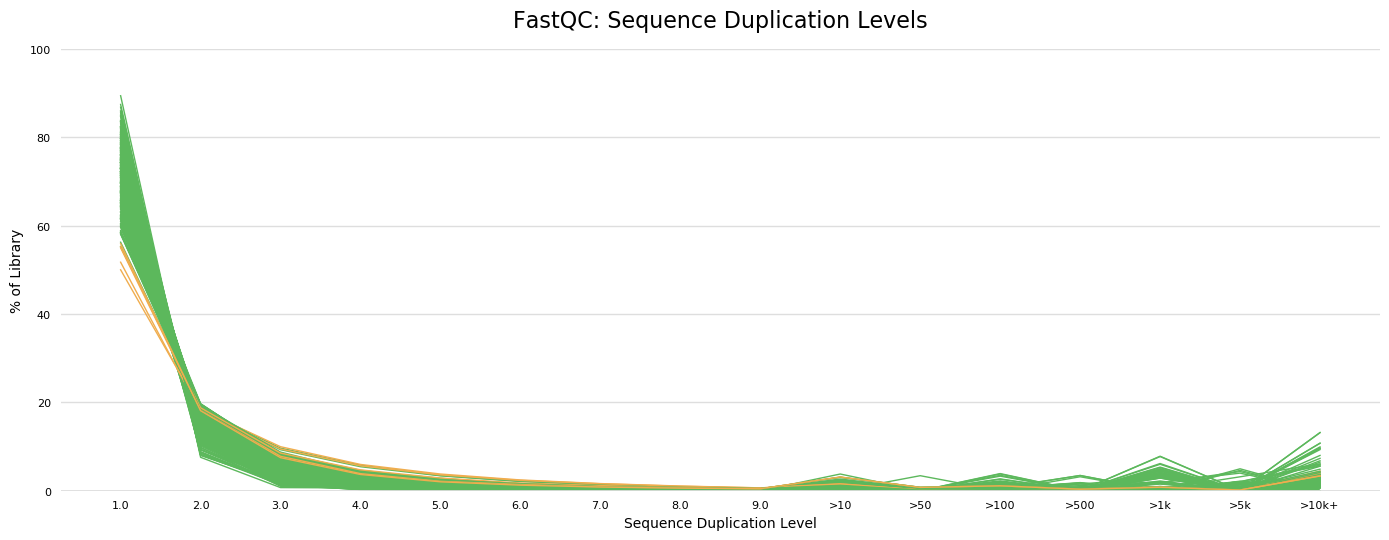 FastQC: Sequence Duplication Levels
100
80
60
40
20
0
% of Library
1.0 2.0 3.0 4.0 5.0 6.0 7.0 8.0 9.0 >10 >50 >100 >500 >1k >5k >10k+
Sequence Duplication Level